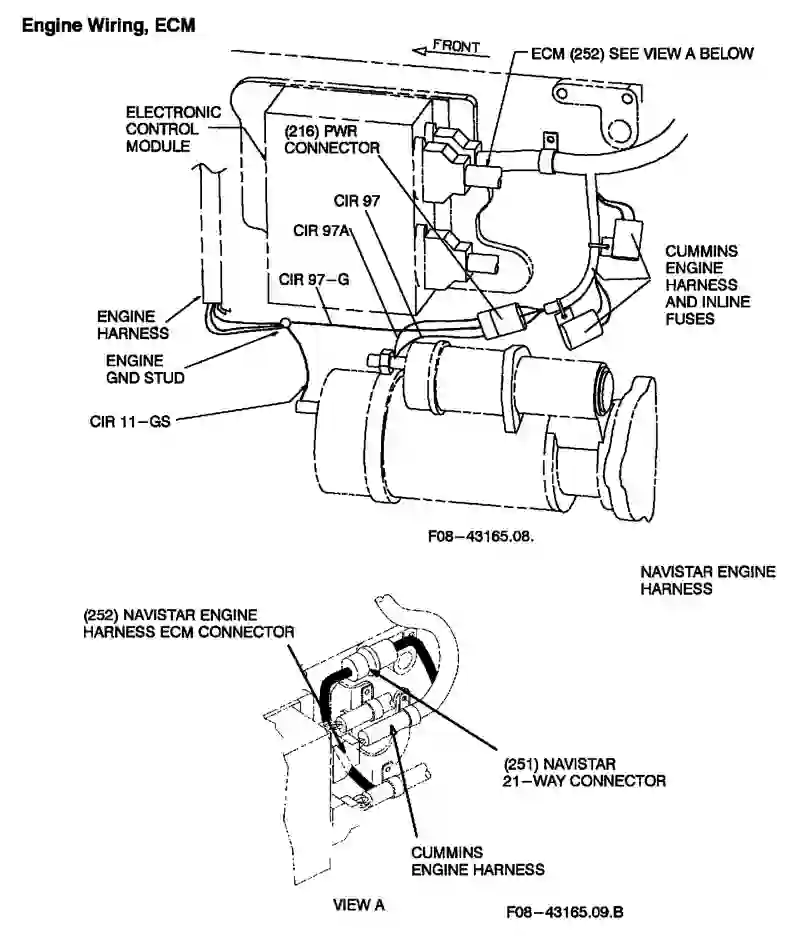 Engine Wiring, ECM
FRONT
ECM (252) SEE VIEW A BELOW
ELECTRONIC
CONTROL
MODULE
(216) PWR
CONNECTOR
CIR 97
CIR 97A
CIR 97-G
CUMMINS
ENGINE
HARNESS
AND INLINE
FUSES
ENGINE
HARNESS
ENGINE
GND STUD
CIR 11-GS
F08-43165.08.
NAVISTAR ENGINE
HARNESS
(252) NAVISTAR ENGINE
HARNESS ECM CONNECTOR
(251) NAVISTAR
21-WAY CONNECTOR
CUMMINS
ENGINE HARNESS
VIEW A
F08-43165.09.B